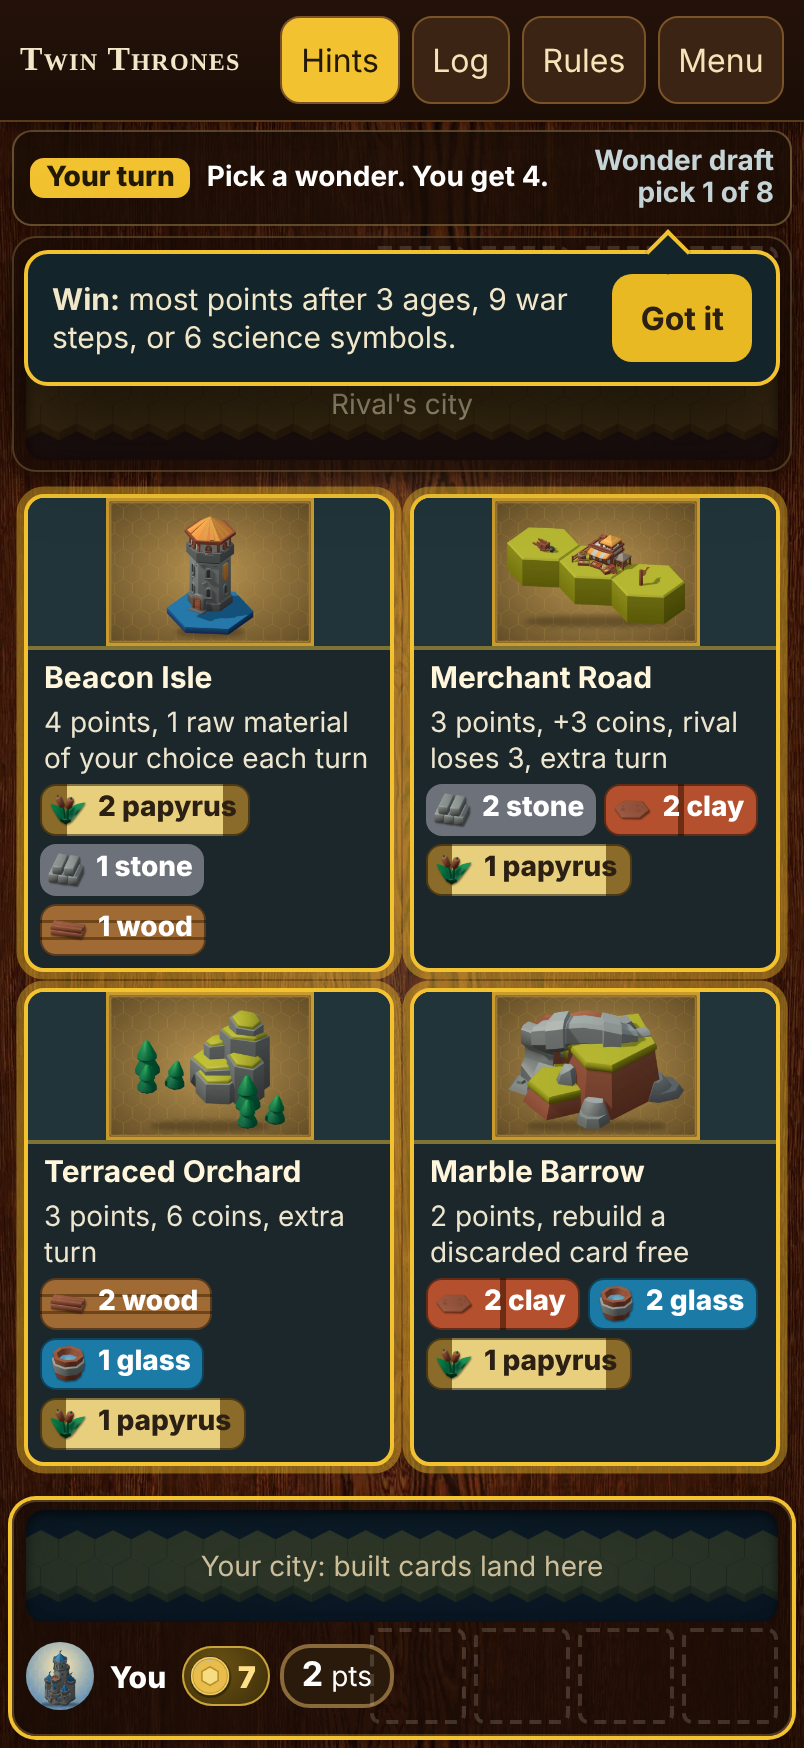 Twin Thrones
Hints
Log
Rules
Menu
Your turn
Pick a wonder. You get 4.
Wonder draft
pick 1 of 8
Win: most points after 3 ages, 9 war
steps, or 6 science symbols.
Got it
Rival's city
Beacon Isle
4 points, 1 raw material
of your choice each turn
2 papyrus
1 stone
1 wood
Merchant Road
3 points, +3 coins, rival
loses 3, extra turn
2 stone
2 clay
1 papyrus
Terraced Orchard
3 points, 6 coins, extra
turn
2 wood
1 glass
1 papyrus
Marble Barrow
2 points, rebuild a
discarded card free
2 clay
2 glass
1 papyrus
Your city: built cards land here
You
7
2 pts